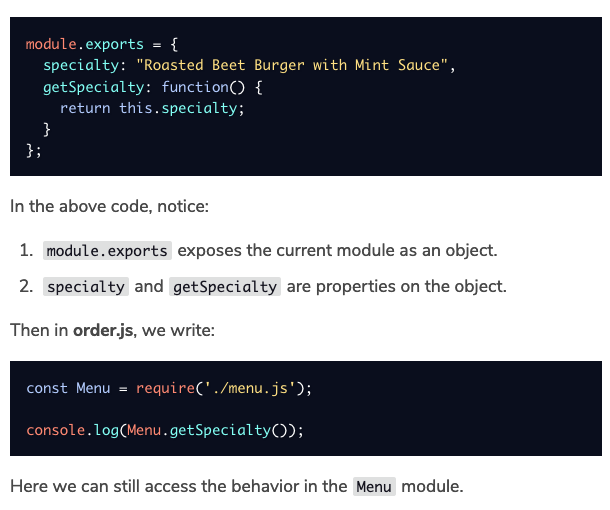 module.exports = {
  specialty: "Roasted Beet Burger with Mint Sauce",
  getSpecialty: function() {
    return this.specialty;
  }
};
In the above code, notice:
1. module.exports exposes the current module as an object.
2. specialty and getSpecialty are properties on the object.
Then in order.js, we write:
const Menu = require('./menu.js');
console.log(Menu.getSpecialty());
Here we can still access the behavior in the Menu module.